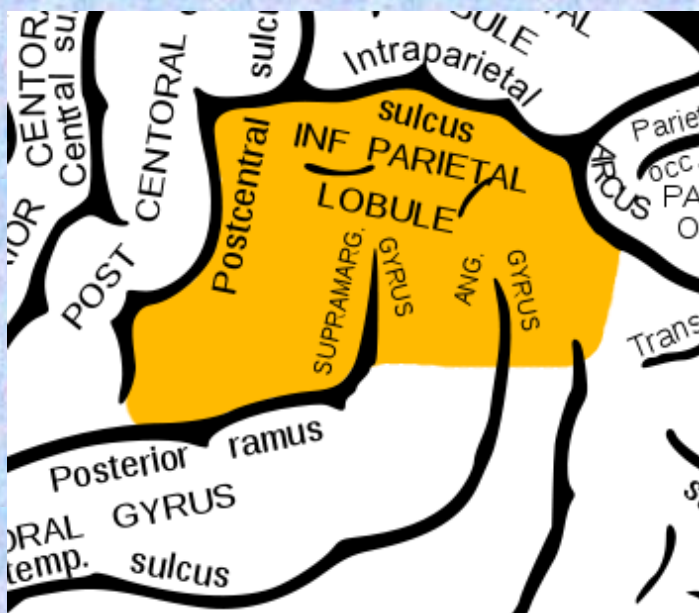 CENTORAL
Central su
CENTORAL
sulc
BULE
Intraparietal
sulcus
INF PARIETAL
LOBULE
Postcentral
POST
SUPRAMARG.
GYRUS
ANG.
GYRUS
ARCUS
Pariet
occ
PA
O
Trans
Posterior ramus
ORAL GYRUS
temp. sulcus